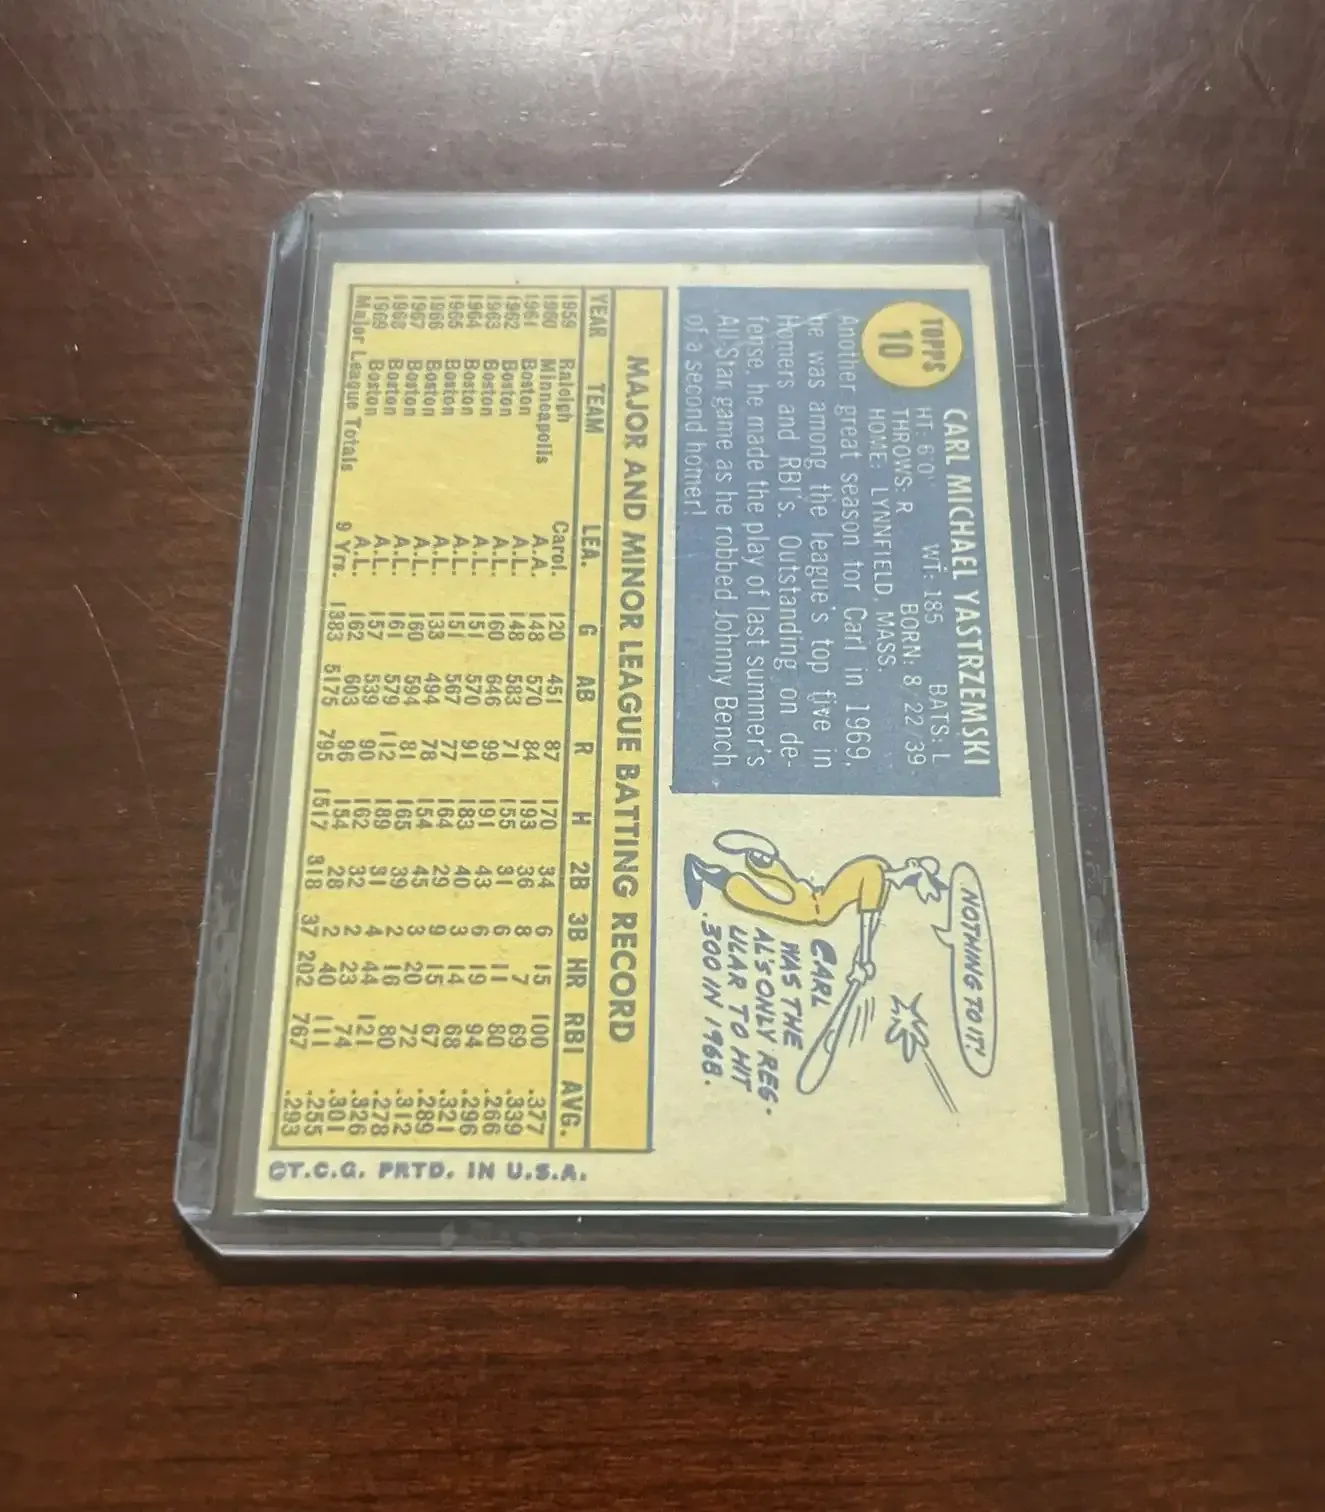 TOPPS
10
CARL MICHAEL YASTRZEMSKI
HT: 6'0" WT: 185 BATS: L
THROWS: R BORN: 8/22/39
HOME: LYNNFIELD, MASS.
Another great season for Carl in 1969,
he was among the league's top five in
Homers and RBI's. Outstanding on de-
fense, he made the play of last summer's
All-Star game as he robbed Johnny Bench
of a second homer!
NOTHING TO IT!
CARL
WAS THE
AL'S ONLY REG-
ULAR TO HIT
.300 IN 1968.
MAJOR AND MINOR LEAGUE BATTING RECORD
YEAR TEAM LEA. G AB R H 2B 3B HR RBI AVG.
1959 Raleigh Carol. 120 451 87 170 34 6 15 100 .377
1960 Minneapolis A.A. 148 570 84 193 36 8 7 69 .339
1961 Boston A.L. 148 583 71 155 31 6 11 80 .266
1962 Boston A.L. 160 646 99 191 43 6 19 94 .296
1963 Boston A.L. 151 570 91 183 40 3 14 68 .321
1964 Boston A.L. 151 567 77 164 29 9 15 67 .289
1965 Boston A.L. 133 494 78 154 45 3 20 72 .312
1966 Boston A.L. 160 594 81 165 39 2 16 80 .278
1967 Boston A.L. 161 579 112 189 31 4 44 121 .326
1968 Boston A.L. 157 539 90 162 32 2 23 74 .301
1969 Boston A.L. 162 603 96 154 28 2 40 111 .255
Major League Totals 9 Yrs. 1383 5175 795 1517 318 37 202 767 .293
©T.C.G. PRTD. IN U.S.A.